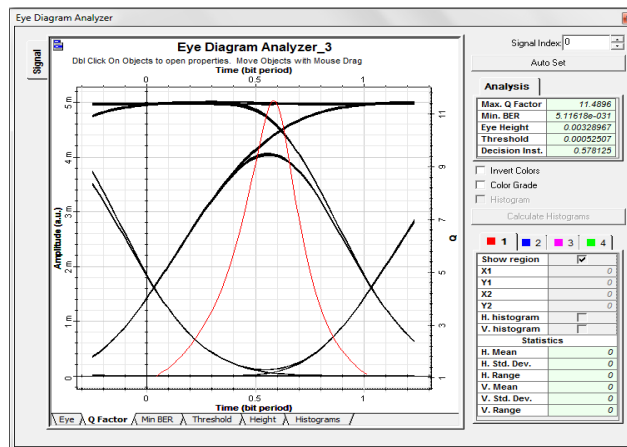 Eye Diagram Analyzer
Signal
Eye Diagram Analyzer_3
Dbl Click On Objects to open properties. Move Objects with Mouse Drag
Time (bit period)
0 0.5 1
Amplitude (a.u.)
5m
4m
3m
2m
1m
0
Q
11
9
7
5
3
1
0 0.5 1
Time (bit period)
Eye Q Factor Min BER Threshold Height Histograms
Signal Index: 0
Auto Set
Analysis
Max. Q Factor 11.4896
Min. BER 5.11618e-031
Eye Height 0.00328967
Threshold 0.00052507
Decision Inst. 0.578125
Invert Colors
Color Grade
Histogram
Calculate Histograms
1 2 3 4
Show region
X1 0
Y1 0
X2 0
Y2 0
H. histogram
V. histogram
Statistics
H. Mean 0
H. Std. Dev. 0
H. Range 0
V. Mean 0
V. Std. Dev. 0
V. Range 0